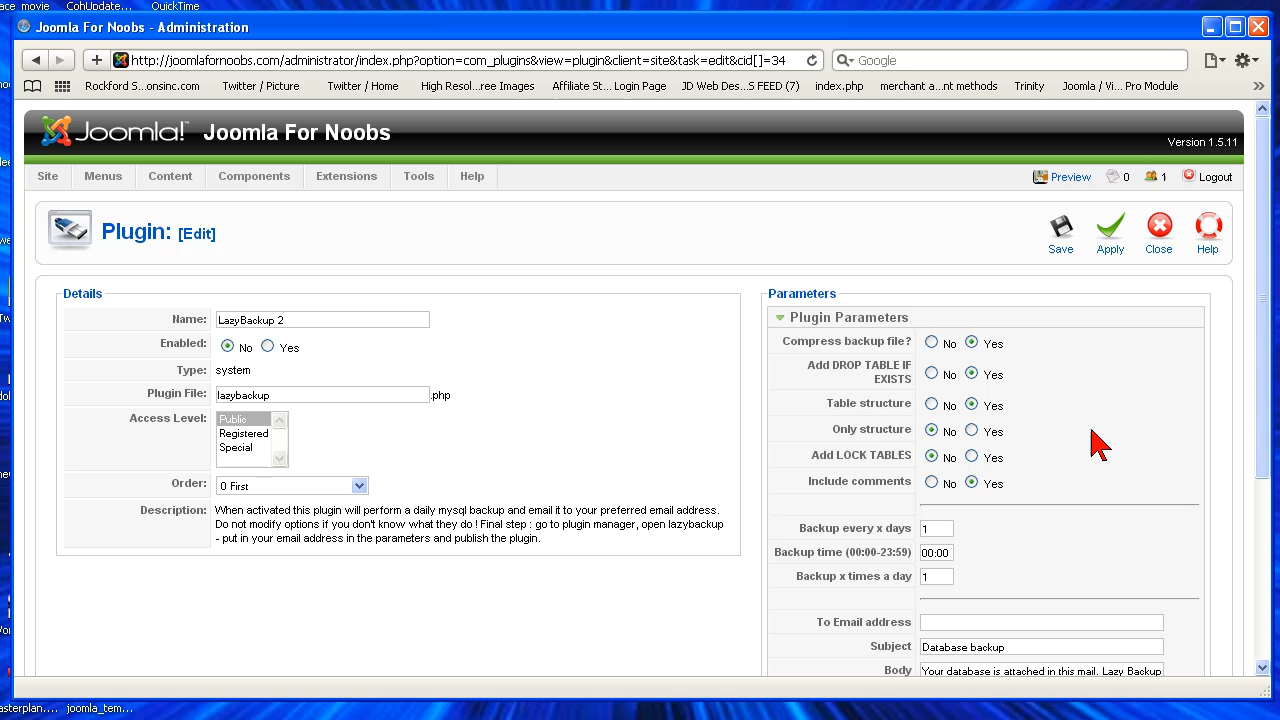 ace_movie CohUpdate... QuickTime
Joomla For Noobs - Administration
http://joomlafornoobs.com/administrator/index.php?option=com_plugins&view=plugin&client=site&task=edit&cid[]=34
Google
Rockford S...onsinc.com Twitter / Picture Twitter / Home High Resol...ree Images Affiliate St... Login Page JD Web Des...S FEED (7) index.php merchant a...nt methods Trinity Joomla / Vi... Pro Module
Joomla! Joomla For Noobs
Version 1.5.11
Site Menus Content Components Extensions Tools Help
Preview 0 1 Logout
Plugin: [Edit]
Save Apply Close Help
Details
Name: LazyBackup 2
Enabled: No Yes
Type: system
Plugin File: lazybackup .php
Access Level: Public
Registered
Special
Order: 0 First
Description: When activated this plugin will perform a daily mysql backup and email it to your preferred email address.
Do not modify options if you don't know what they do ! Final step : go to plugin manager, open lazybackup
- put in your email address in the parameters and publish the plugin.
Parameters
Plugin Parameters
Compress backup file? No Yes
Add DROP TABLE IF
EXISTS No Yes
Table structure No Yes
Only structure No Yes
Add LOCK TABLES No Yes
Include comments No Yes
Backup every x days 1
Backup time (00:00-23:59) 00:00
Backup x times a day 1
To Email address
Subject Database backup
Body Your database is attached in this mail. Lazy Backup
asterplan.... joomla_tem...